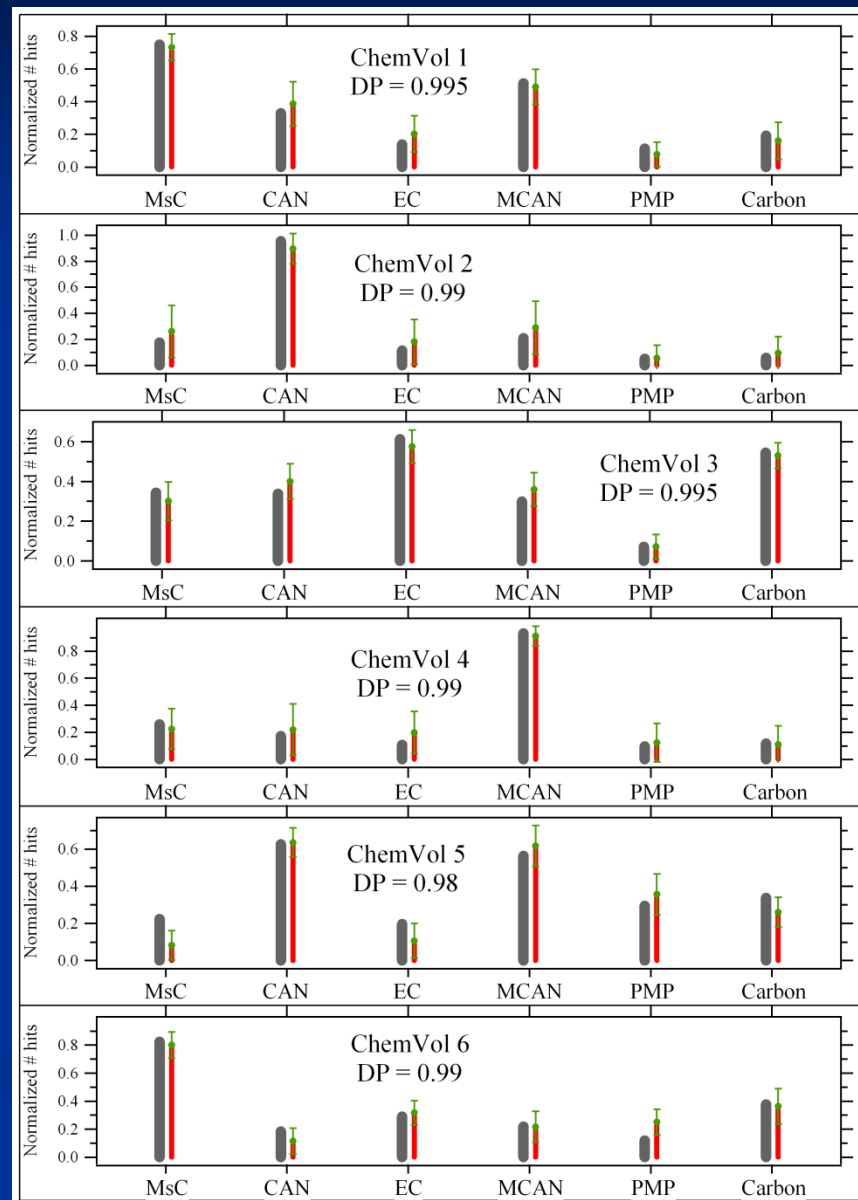 Normalized # hits
0.8
0.6
0.4
0.2
0.0
ChemVol 1
DP = 0.995
MsC CAN EC MCAN PMP Carbon
Normalized # hits
1.0
0.8
0.6
0.4
0.2
0.0
ChemVol 2
DP = 0.99
MsC CAN EC MCAN PMP Carbon
Normalized # hits
0.6
0.4
0.2
0.0
ChemVol 3
DP = 0.995
MsC CAN EC MCAN PMP Carbon
Normalized # hits
0.8
0.6
0.4
0.2
0.0
ChemVol 4
DP = 0.99
MsC CAN EC MCAN PMP Carbon
Normalized # hits
0.6
0.4
0.2
0.0
ChemVol 5
DP = 0.98
MsC CAN EC MCAN PMP Carbon
Normalized # hits
0.8
0.6
0.4
0.2
0.0
ChemVol 6
DP = 0.99
MsC CAN EC MCAN PMP Carbon